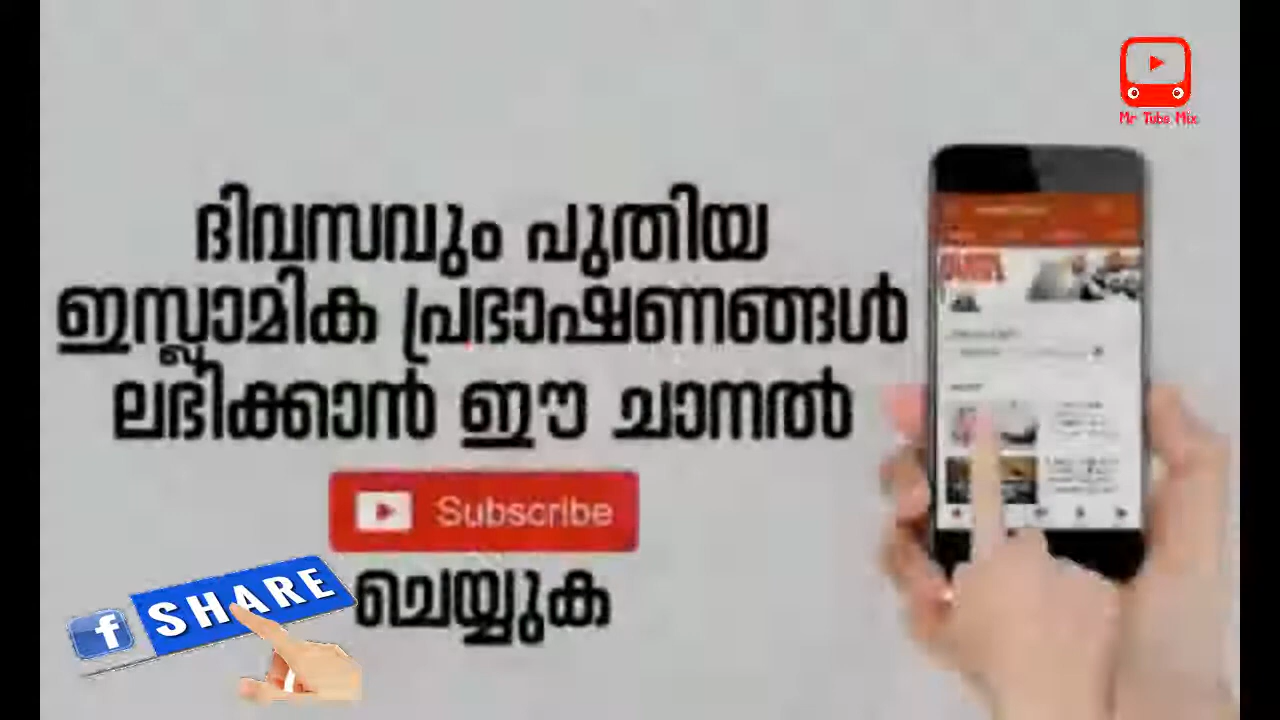 Mr Tube Mix
ദിവസവും പുതിയ
ഇസ്ലാമിക പ്രഭാഷണങ്ങൾ
ലഭിക്കാൻ ഈ ചാനൽ
Subscribe
f SHARE
ചെയ്യുക